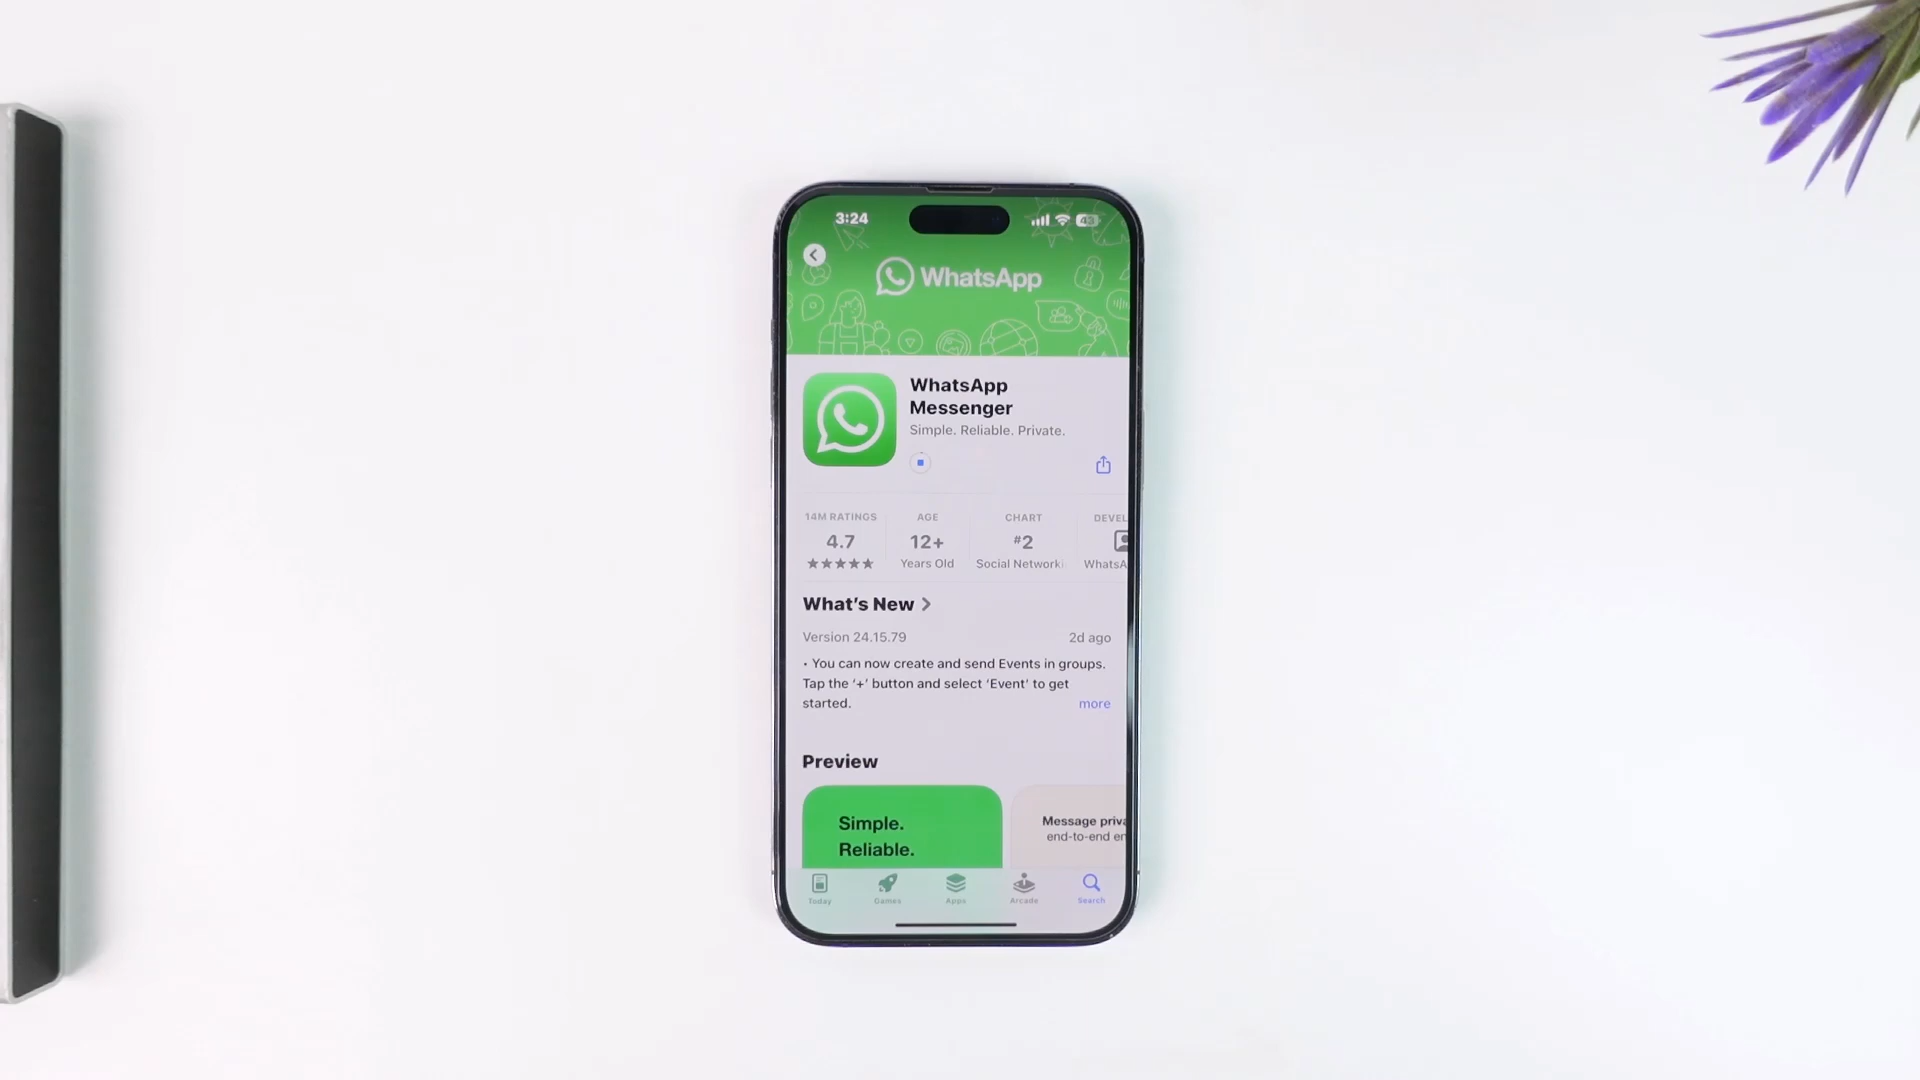 3:24
43
WhatsApp
WhatsApp
Messenger
Simple. Reliable. Private.
14M RATINGS AGE CHART DEVEL
4.7 12+ #2
Years Old Social Networki WhatsA
What's New
Version 24.15.79 2d ago
• You can now create and send Events in groups.
Tap the ‘+’ button and select ‘Event’ to get
started. more
Preview
Simple. Message priva
Reliable. end-to-end en
Today Games Apps Arcade Search